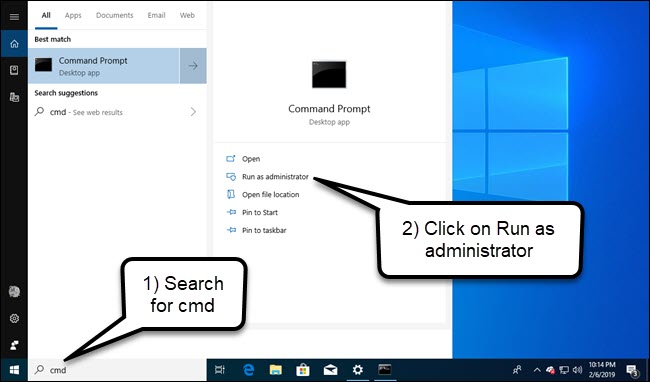 All Apps Documents Email Web
Best match
Command Prompt
Desktop app
Search suggestions
cmd - See web results
Command Prompt
Desktop app
Open
Run as administrator
Open file location
Pin to Start
Pin to taskbar
2) Click on Run as
administrator
1) Search
for cmd
cmd
10:14 PM
2/6/2019
3